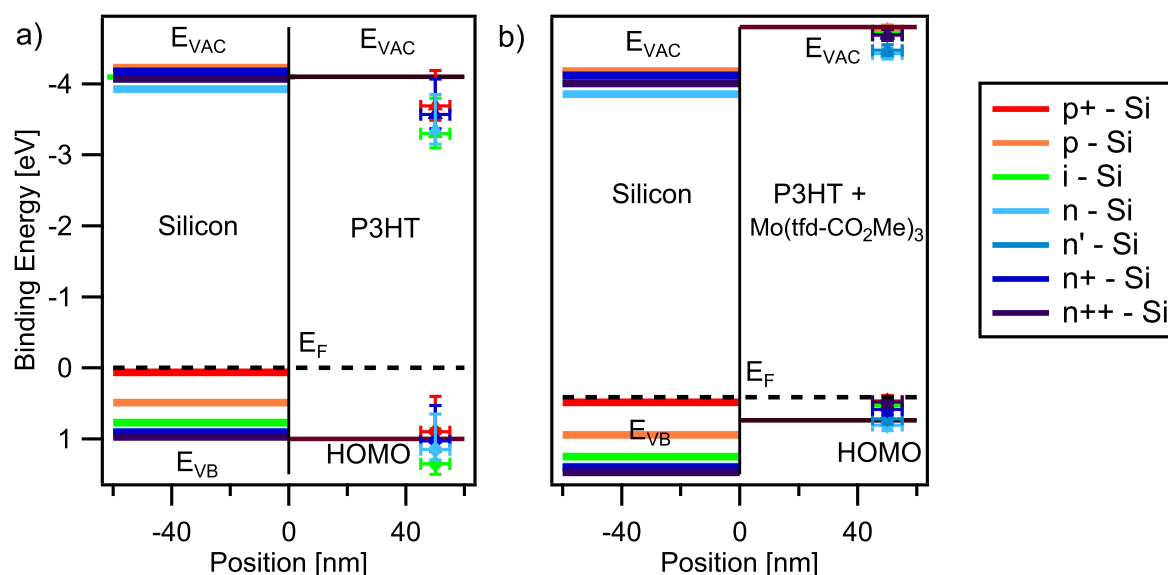 a)
E_VAC
E_VAC
Binding Energy [eV]
-4
-3
-2
-1
0
1
Silicon
P3HT
E_F
E_VB
HOMO
-40
0
40
Position [nm]
b)
E_VAC
E_VAC
Silicon
P3HT +
Mo(tfd-CO₂Me)₃
E_F
E_VB
HOMO
-40
0
40
Position [nm]
p+ - Si
p - Si
i - Si
n - Si
n' - Si
n+ - Si
n++ - Si